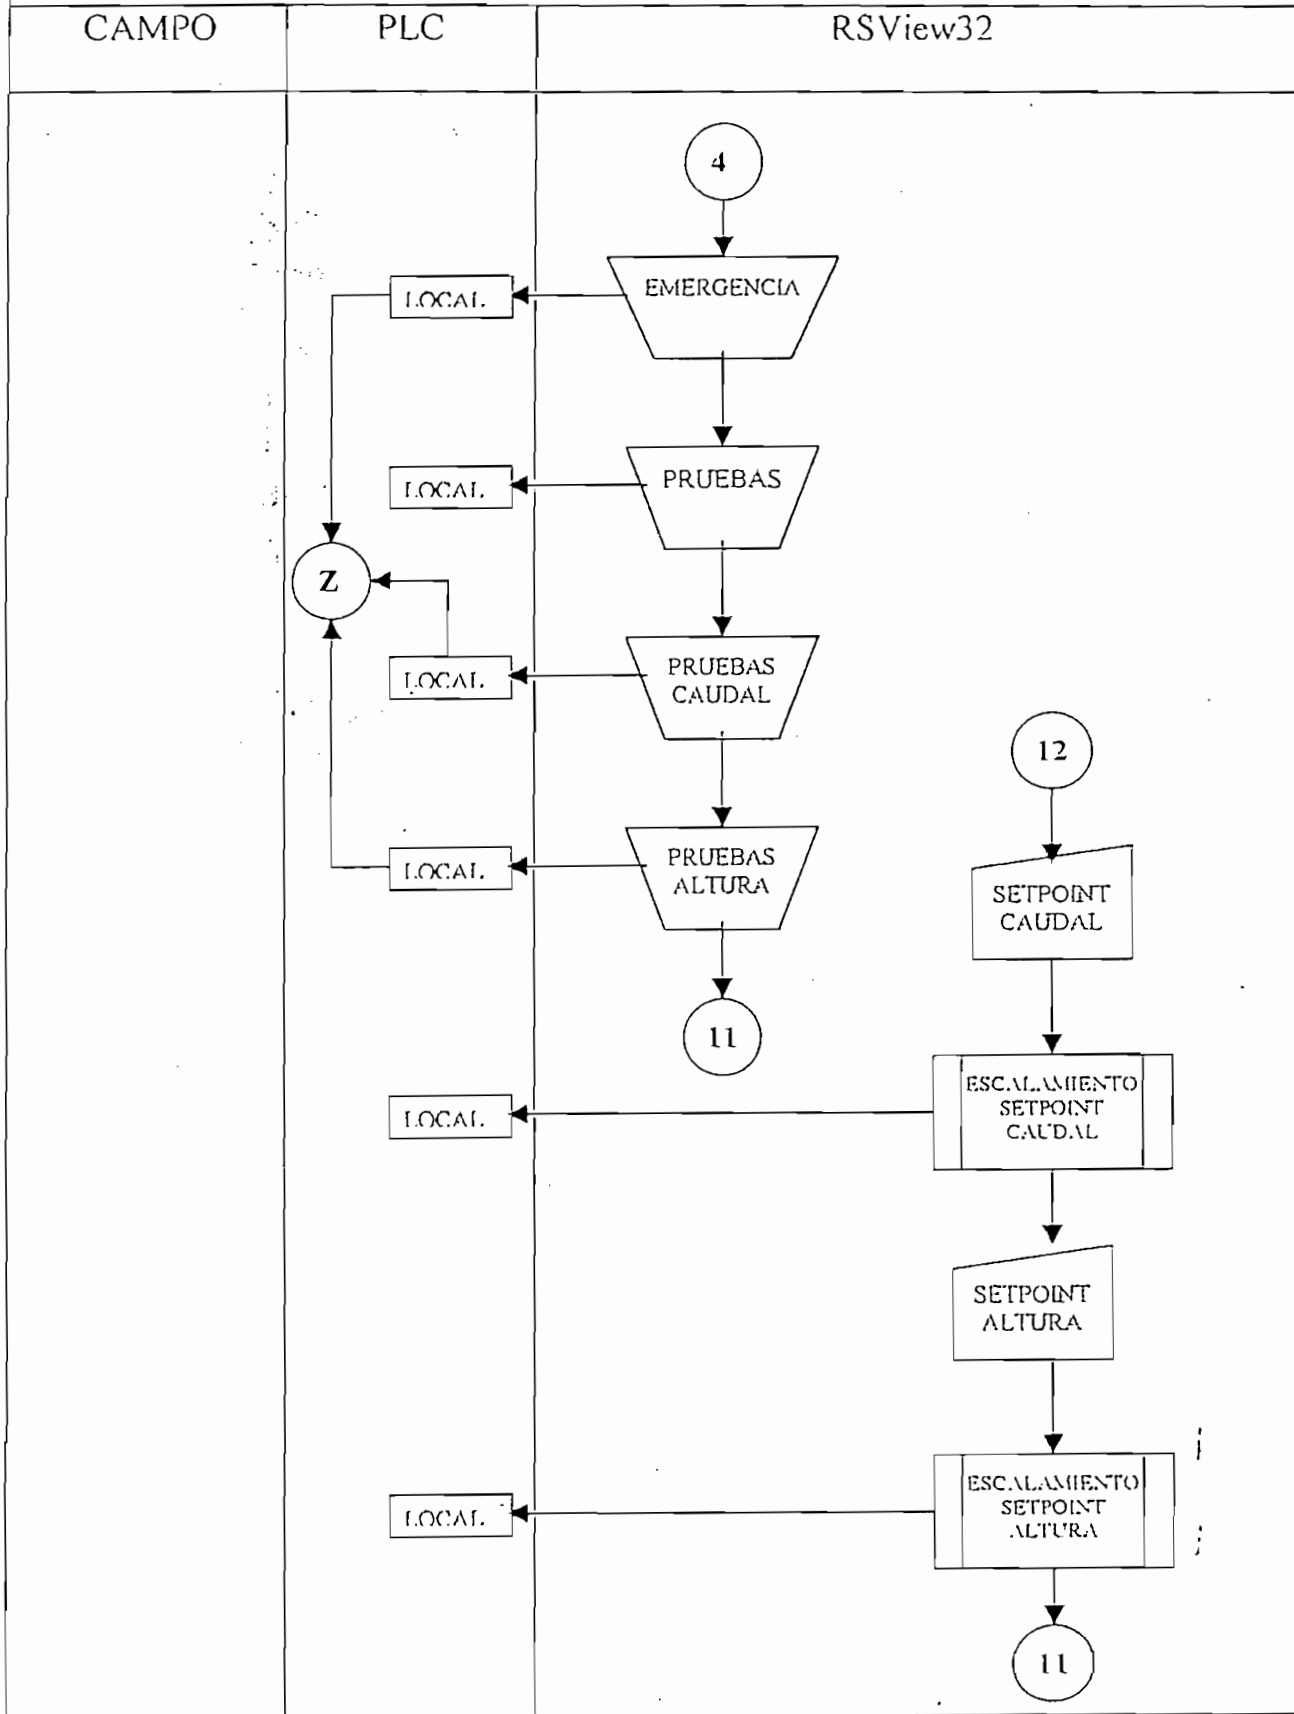 CAMPO PLC RSView32
4
EMERGENCIA
LOCAL
PRUEBAS
LOCAL
Z
PRUEBAS
CAUDAL
LOCAL
12
PRUEBAS
ALTURA
LOCAL
SETPOINT
CAUDAL
11
ESCALAMIENTO
SETPOINT
CAUDAL
LOCAL
SETPOINT
ALTURA
ESCALAMIENTO
SETPOINT
ALTURA
LOCAL
11